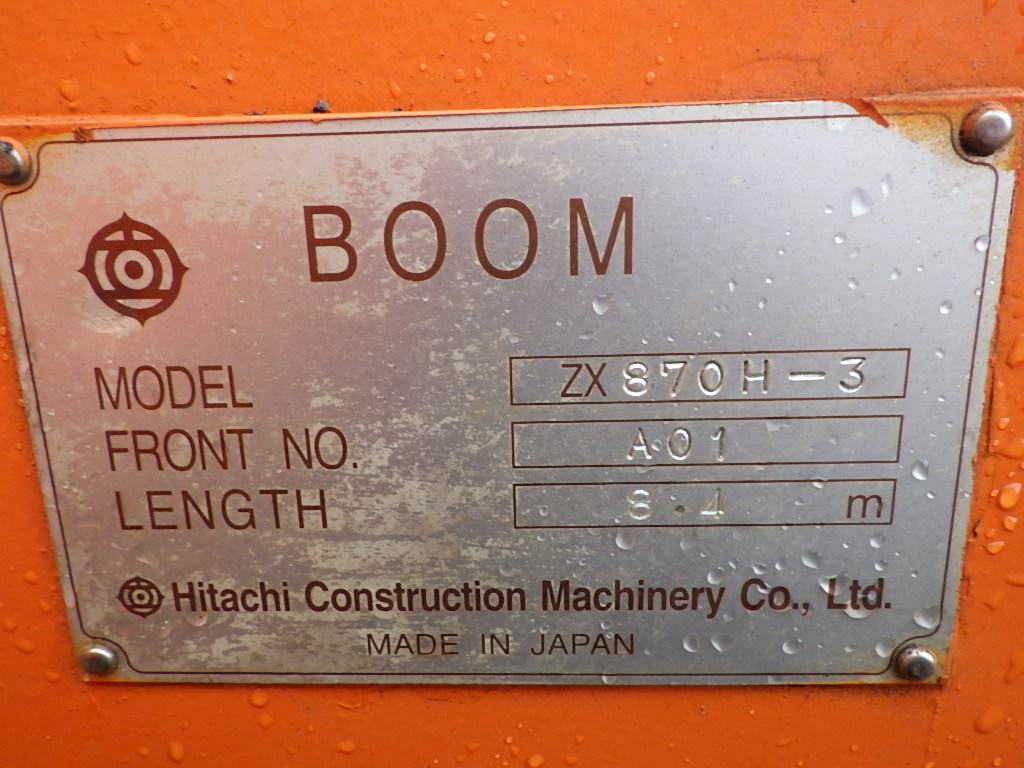 BOOM
MODEL ZX870H-3
FRONT NO. A01
LENGTH 8.4 m
Hitachi Construction Machinery Co., Ltd.
MADE IN JAPAN